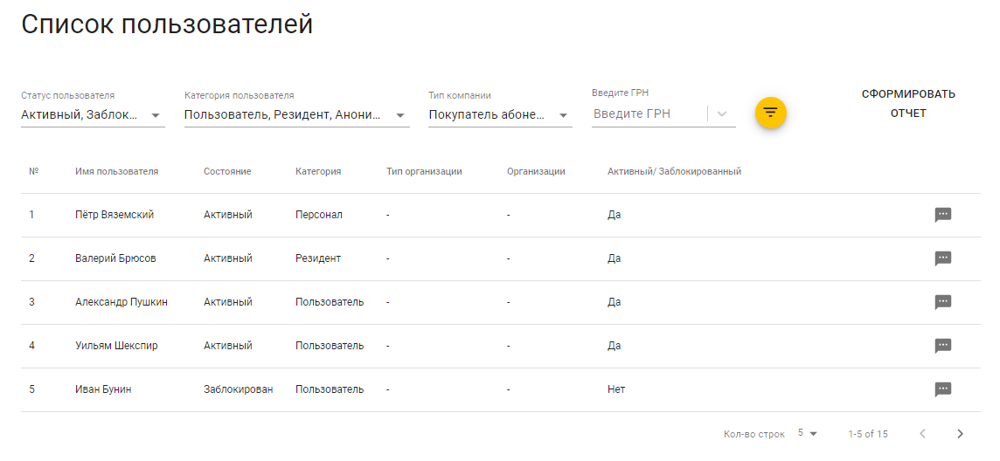 Список пользователей
Статус пользователя Категория пользователя Тип компании Введите ГРН
Активный, Заблок... Пользователь, Резидент, Анони... Покупатель абоне... Введите ГРН
СФОРМИРОВАТЬ
ОТЧЕТ
№ Имя пользователя Состояние Категория Тип организации Организации Активный/ Заблокированный
1 Пётр Вяземский Активный Персонал - - Да
2 Валерий Брюсов Активный Резидент - - Да
3 Александр Пушкин Активный Пользователь - - Да
4 Уильям Шекспир Активный Пользователь - - Да
5 Иван Бунин Заблокирован Пользователь - - Нет
Кол-во строк 5 1-5 of 15